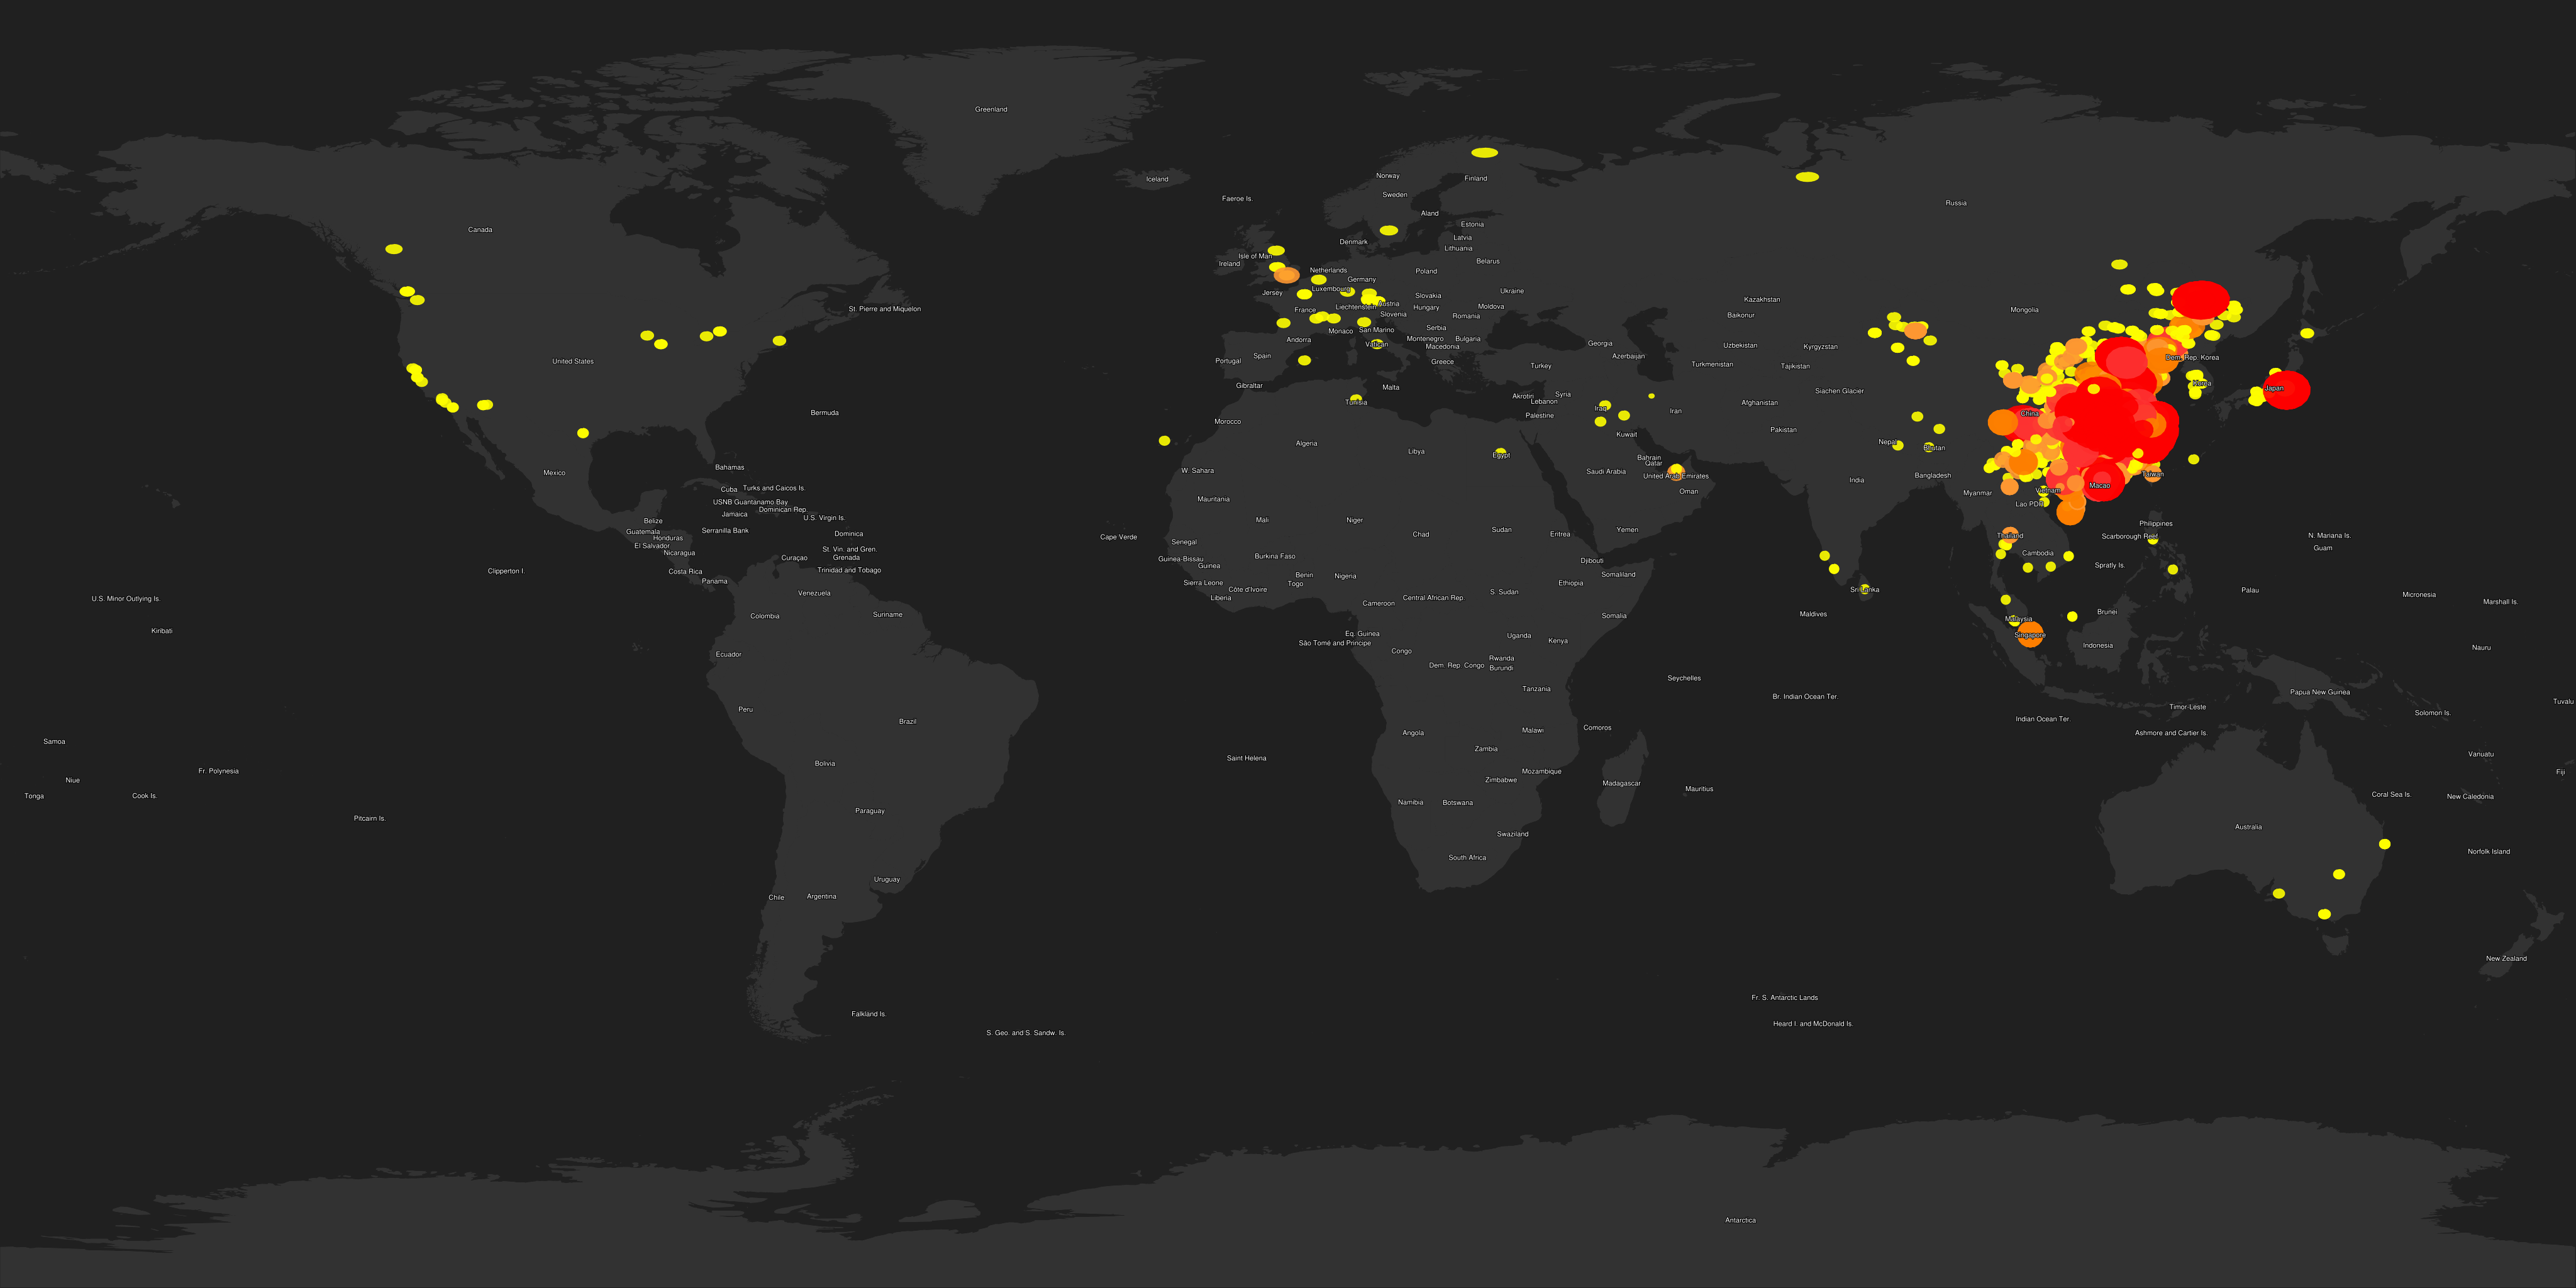 Greenland
Iceland
Norway
Finland
Sweden
Faeroe Is.
Russia
Aland
Estonia
Canada
Latvia
Denmark
Lithuania
Isle of Man
Ireland
Belarus
Netherlands
Poland
Germany
Luxembourg
Ukraine
Jersey
Slovakia
Kazakhstan
Austria
Liechtenstein
Hungary
Moldova
St. Pierre and Miquelon
France
Mongolia
Slovenia
Baikonur
Romania
Serbia
San Marino
Monaco
Montenegro
Bulgaria
Andorra
Vatican
Georgia
Uzbekistan
Macedonia
Kyrgyzstan
Spain
Azerbaijan
Dem. Rep. Korea
Portugal
United States
Greece
Turkmenistan
Turkey
Tajikistan
Korea
Gibraltar
Malta
Japan
Siachen Glacier
Syria
Akrotiri
Lebanon
Tunisia
Afghanistan
Iraq
Iran
Bermuda
Palestine
China
Morocco
Pakistan
Kuwait
Nepal
Algeria
Bhutan
Libya
Egypt
Bahrain
Qatar
Bahamas
W. Sahara
Saudi Arabia
Mexico
United Arab Emirates
Taiwan
Bangladesh
India
Macao
Cuba
Turks and Caicos Is.
Vietnam
Oman
Myanmar
Mauritania
USNB Guantanamo Bay
Lao PDR
Dominican Rep.
Jamaica
U.S. Virgin Is.
Mali
Niger
Belize
Philippines
Serranilla Bank
Sudan
Eritrea
Yemen
Guatemala
Dominica
Chad
Thailand
N. Mariana Is.
Scarborough Reef
Cape Verde
Honduras
Senegal
El Salvador
Guam
St. Vin. and Gren.
Nicaragua
Cambodia
Burkina Faso
Grenada
Curaçao
Guinea-Bissau
Djibouti
Guinea
Spratly Is.
Trinidad and Tobago
Clipperton I.
Costa Rica
Benin
Nigeria
Somaliland
Panama
Sierra Leone
Togo
Ethiopia
Côte d'Ivoire
Sri Lanka
Palau
Venezuela
S. Sudan
Micronesia
Liberia
Central African Rep
U.S. Minor Outlying Is.
Marshall Is.
Cameroon
Brunei
Maldives
Suriname
Colombia
Somalia
Malaysia
Kiribati
Eq. Guinea
Uganda
Singapore
Kenya
São Tomé and Principe
Indonesia
Nauru
Congo
Ecuador
Rwanda
Dem. Rep. Congo
Burundi
Seychelles
Tanzania
Papua New Guinea
Br. Indian Ocean Ter.
Tuvalu
Timor-Leste
Peru
Solomon Is.
Indian Ocean Ter.
Brazil
Comoros
Malawi
Angola
Ashmore and Cartier Is.
Samoa
Zambia
Vanuatu
Saint Helena
Bolivia
Fr. Polynesia
Mozambique
Fiji
Niue
Zimbabwe
Madagascar
Mauritius
Coral Sea Is.
Tonga
Cook Is.
New Caledonia
Namibia
Botswana
Paraguay
Pitcairn Is.
Australia
Swaziland
Norfolk Island
South Africa
Uruguay
Argentina
Chile
New Zealand
Fr. S. Antarctic Lands
Falkland Is.
Heard I. and McDonald Is.
S. Geo. and S. Sandw. Is.
Antarctica